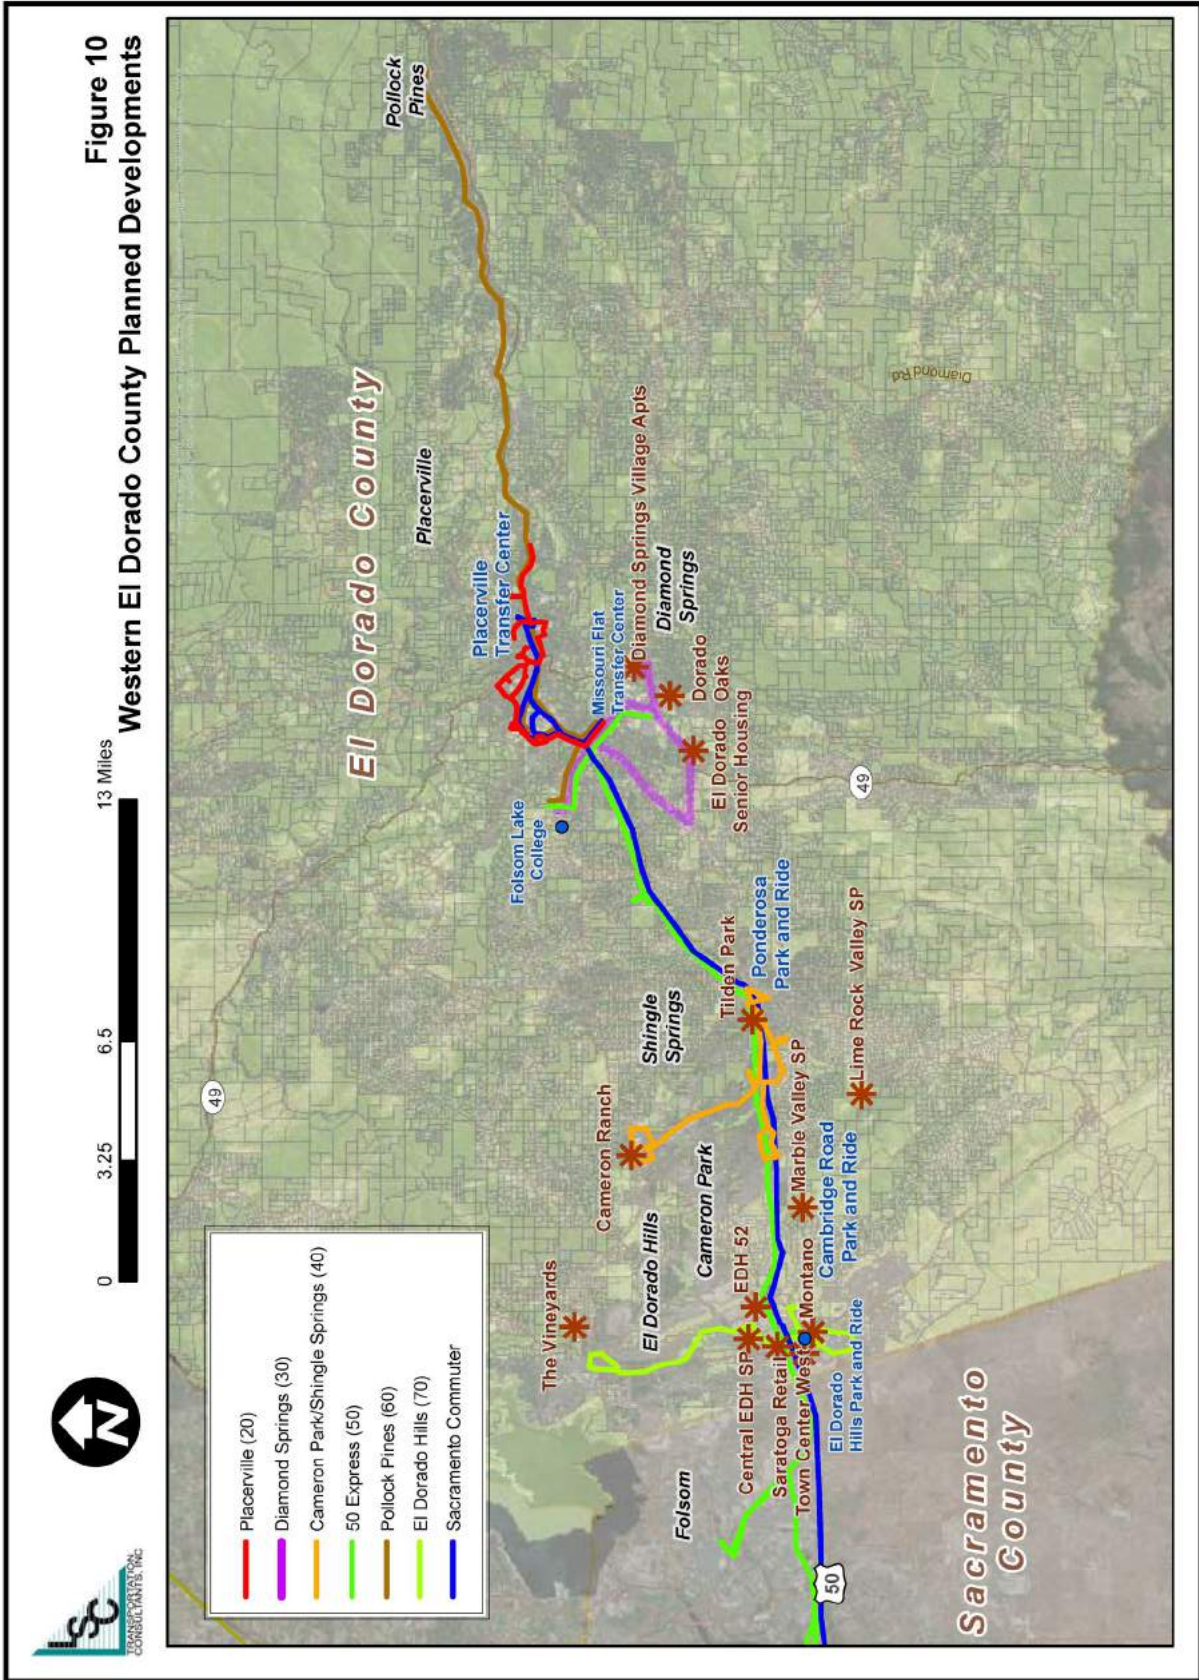 Figure 10
Western El Dorado County Planned Developments
LSC
TRANSPORTATION
CONSULTANTS, INC
N
0
3.25
6.5
13 Miles
Placerville (20)
Diamond Springs (30)
Cameron Park/Shingle Springs (40)
50 Express (50)
Pollock Pines (60)
El Dorado Hills (70)
Sacramento Commuter
49
El Dorado County
Pollock
Pines
Placerville
Placerville
Transfer Center
Folsom Lake
College
Missouri Flat
Transfer Center
Diamond Springs Village Apts
Diamond
Springs
Dorado
Oaks
El Dorado
Senior Housing
Diamond Rd
49
The Vineyards
Cameron Ranch
El Dorado Hills
Shingle
Springs
Cameron Park
Tilden Park
Ponderosa
Park and Ride
Folsom
Central EDH SP
EDH 52
Saratoga Retail
Town Center West
Montano
Marble Valley SP
Cambridge Road
Park and Ride
El Dorado
Hills Park and Ride
Lime Rock Valley SP
50
Sacramento
County